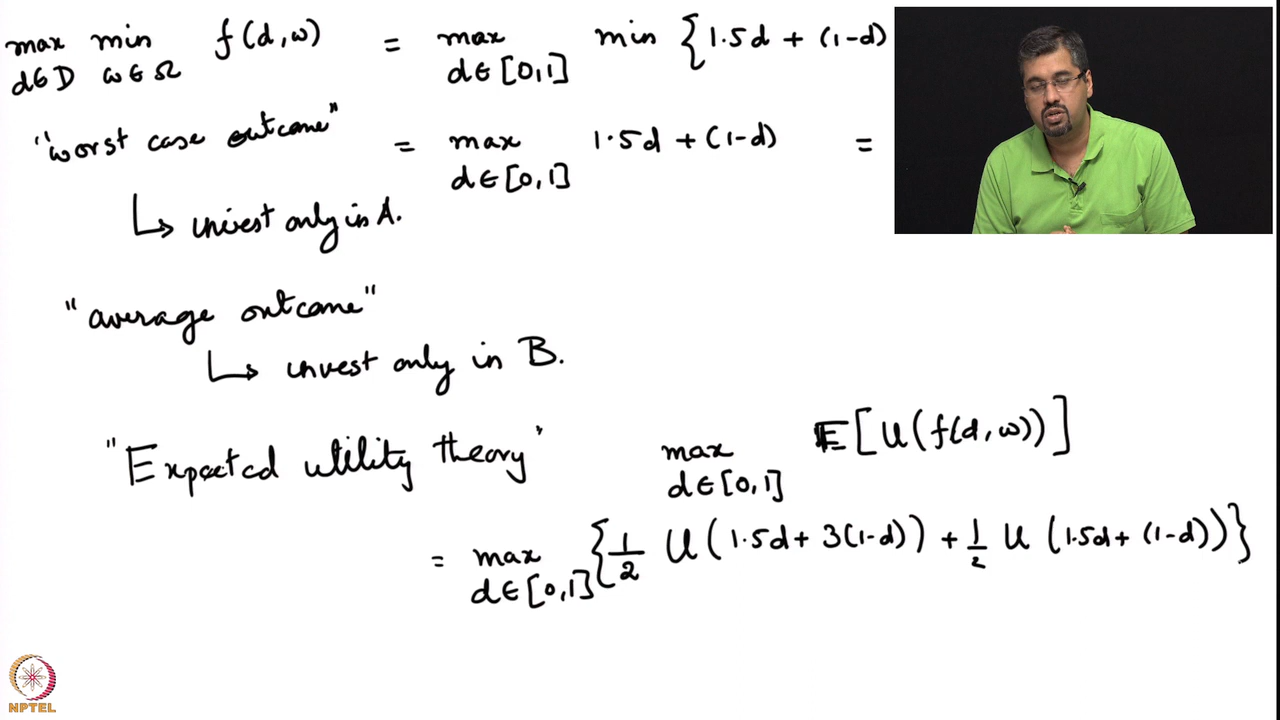 max min f(d,ω) = max min {1.5d + (1-d)
d∈D ω∈Ω d∈[0,1]
"worst case outcome" = max 1.5d + (1-d) =
d∈[0,1]
↳ invest only in A.
"average outcome"
↳ invest only in B.
"Expected utility theory" max E[U(f(d,ω))]
d∈[0,1]
= max {1/2 U(1.5d + 3(1-d)) + 1/2 U(1.5d + (1-d))}
d∈[0,1]
NPTEL